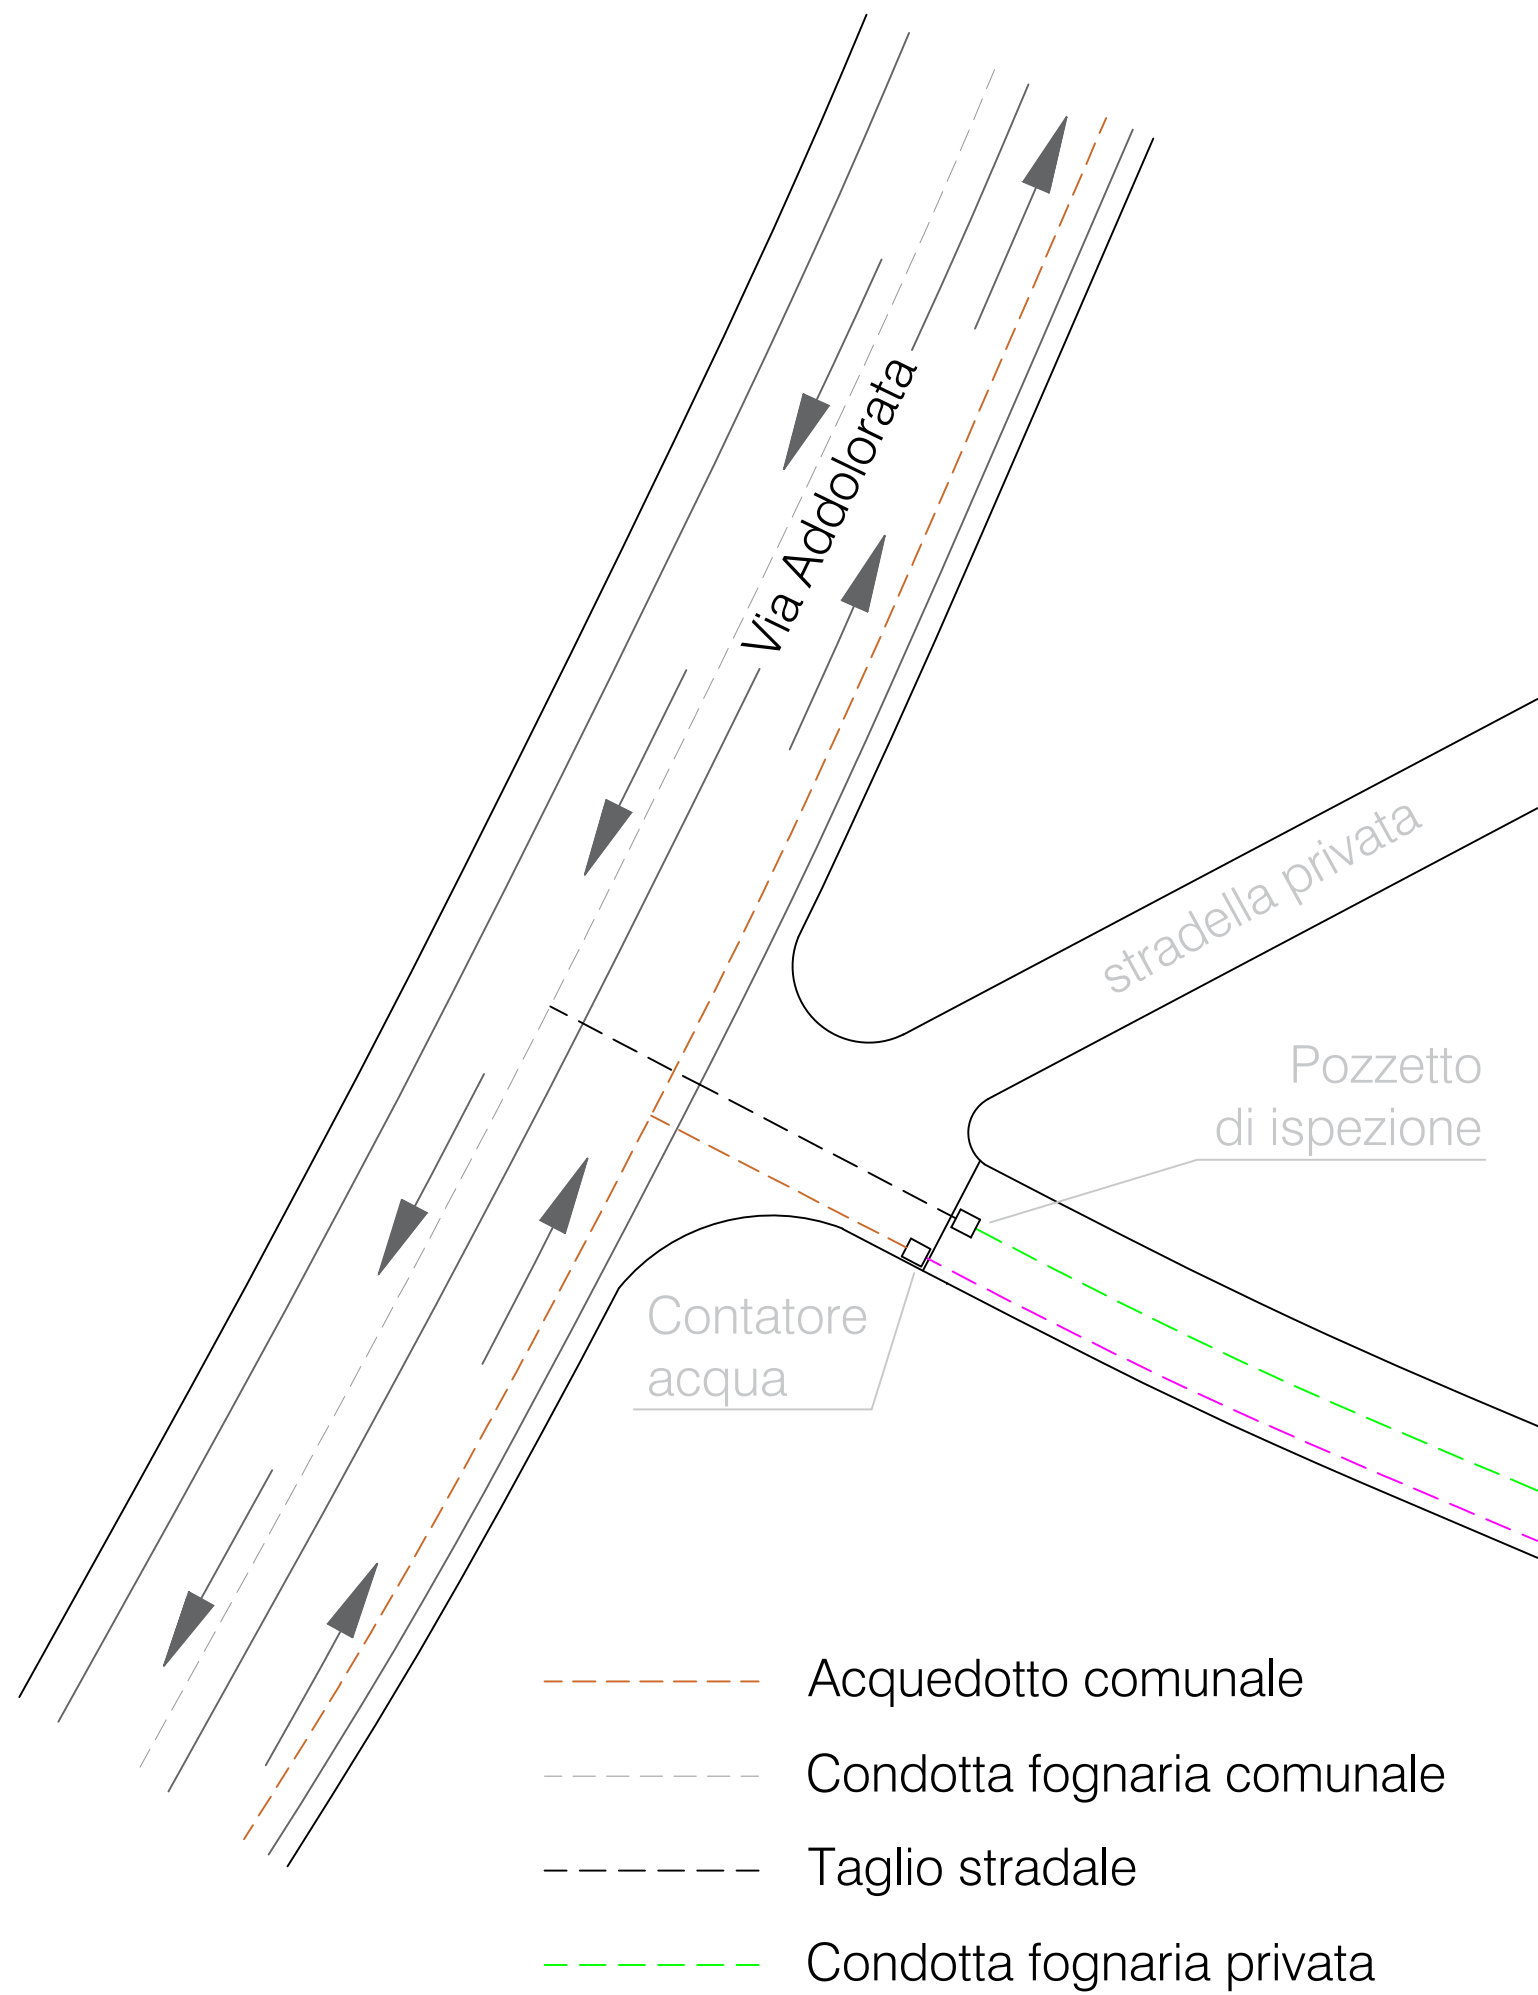 Via Addolorata
stradella privata
Pozzetto
di ispezione
Contatore
acqua
Acquedotto comunale
Condotta fognaria comunale
Taglio stradale
Condotta fognaria privata